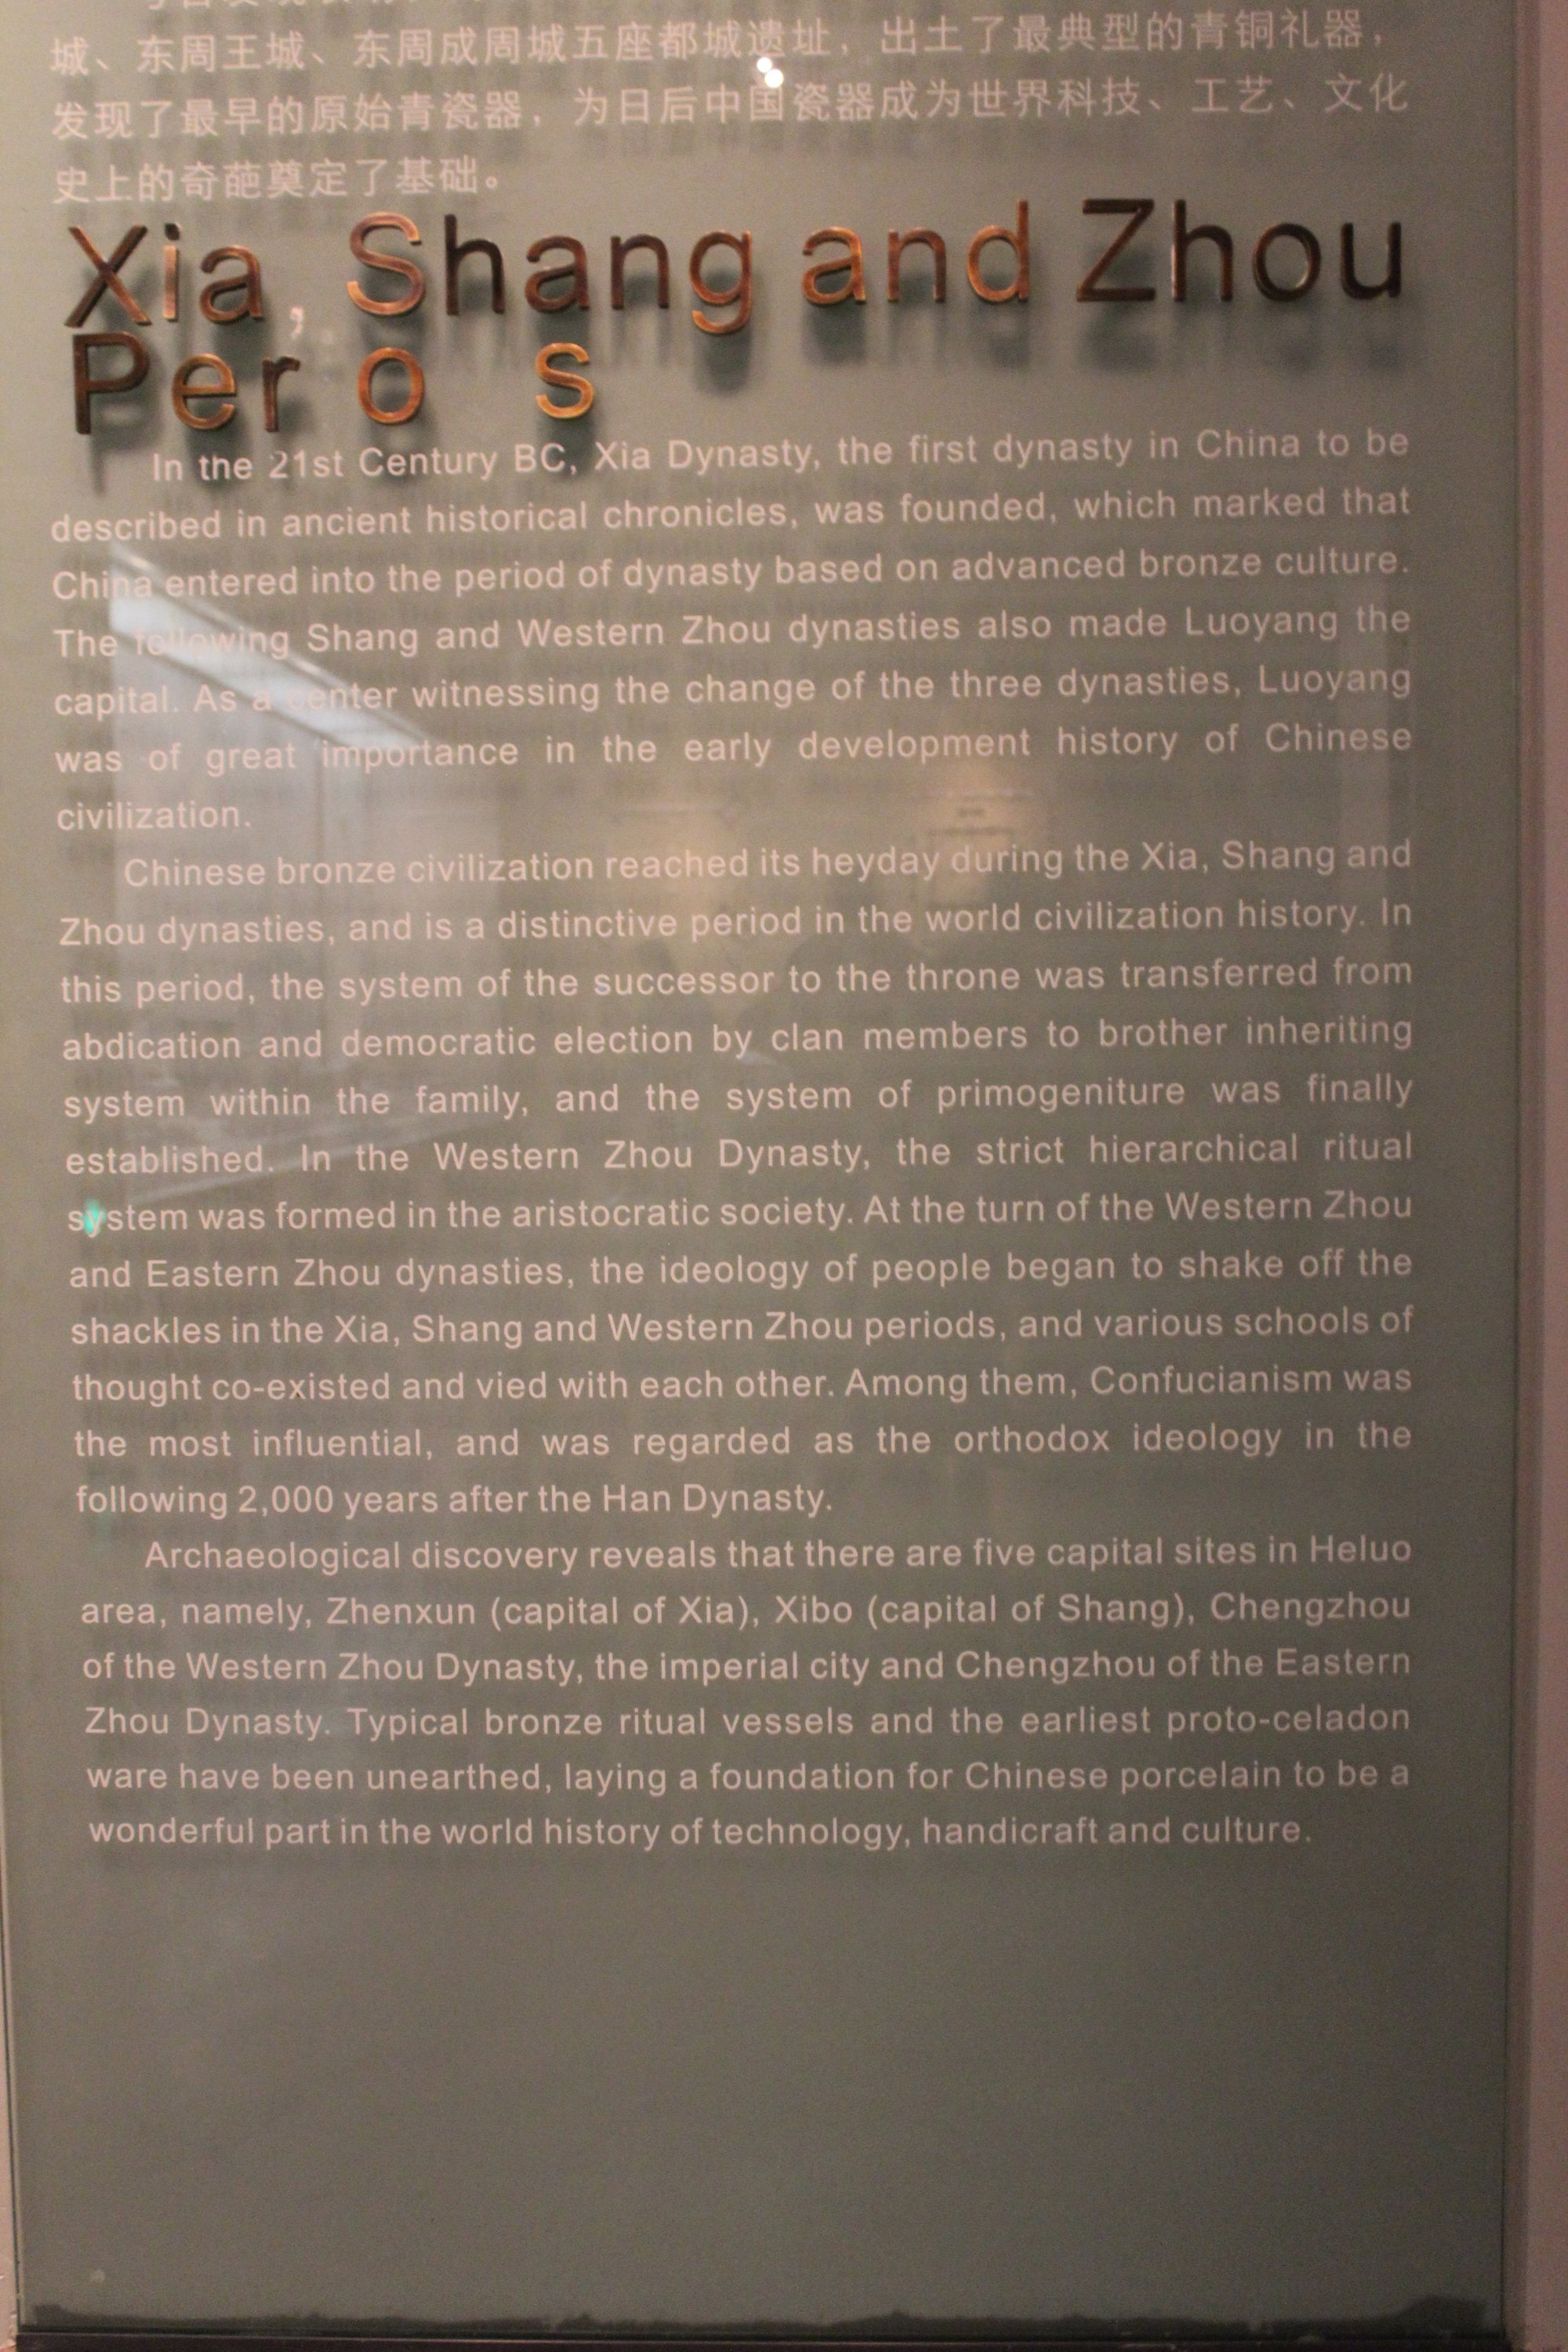 城、东周王城、东周成周城五座都城遗址，出土了最典型的青铜礼器，
发现了最早的原始青瓷器，为日后中国瓷器成为世界科技、工艺、文化
史上的奇葩奠定了基础。
Xia, Shang and Zhou
Per o s
In the 21st Century BC, Xia Dynasty, the first dynasty in China to be
described in ancient historical chronicles, was founded, which marked that
China entered into the period of dynasty based on advanced bronze culture.
The following Shang and Western Zhou dynasties also made Luoyang the
capital. As a center witnessing the change of the three dynasties, Luoyang
was of great importance in the early development history of Chinese
civilization.
Chinese bronze civilization reached its heyday during the Xia, Shang and
Zhou dynasties, and is a distinctive period in the world civilization history. In
this period, the system of the successor to the throne was transferred from
abdication and democratic election by clan members to brother inheriting
system within the family, and the system of primogeniture was finally
established. In the Western Zhou Dynasty, the strict hierarchical ritual
system was formed in the aristocratic society. At the turn of the Western Zhou
and Eastern Zhou dynasties, the ideology of people began to shake off the
shackles in the Xia, Shang and Western Zhou periods, and various schools of
thought co-existed and vied with each other. Among them, Confucianism was
the most influential, and was regarded as the orthodox ideology in the
following 2,000 years after the Han Dynasty.
Archaeological discovery reveals that there are five capital sites in Heluo
area, namely, Zhenxun (capital of Xia), Xibo (capital of Shang), Chengzhou
of the Western Zhou Dynasty, the imperial city and Chengzhou of the Eastern
Zhou Dynasty. Typical bronze ritual vessels and the earliest proto-celadon
ware have been unearthed, laying a foundation for Chinese porcelain to be a
wonderful part in the world history of technology, handicraft and culture.